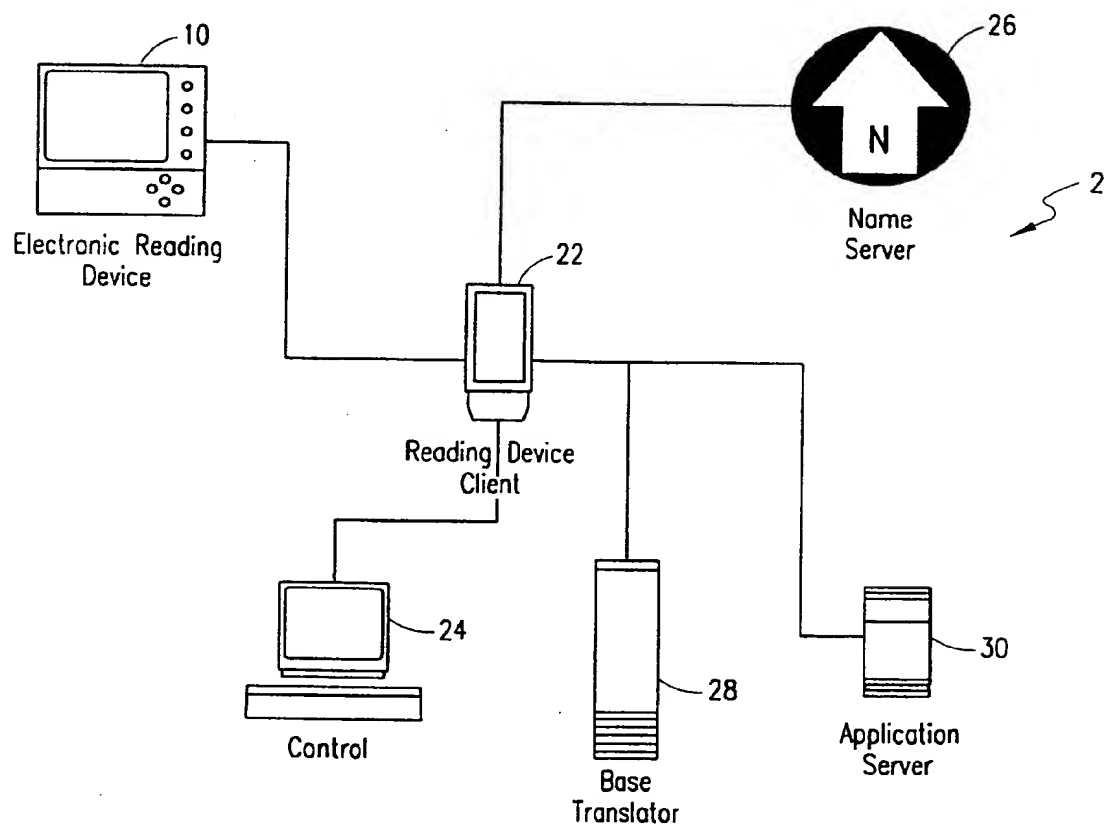 10
26
N
2
Electronic Reading
Device
Name
Server
22
Reading Device
Client
24
28
30
Control
Application
Server
Base
Translator